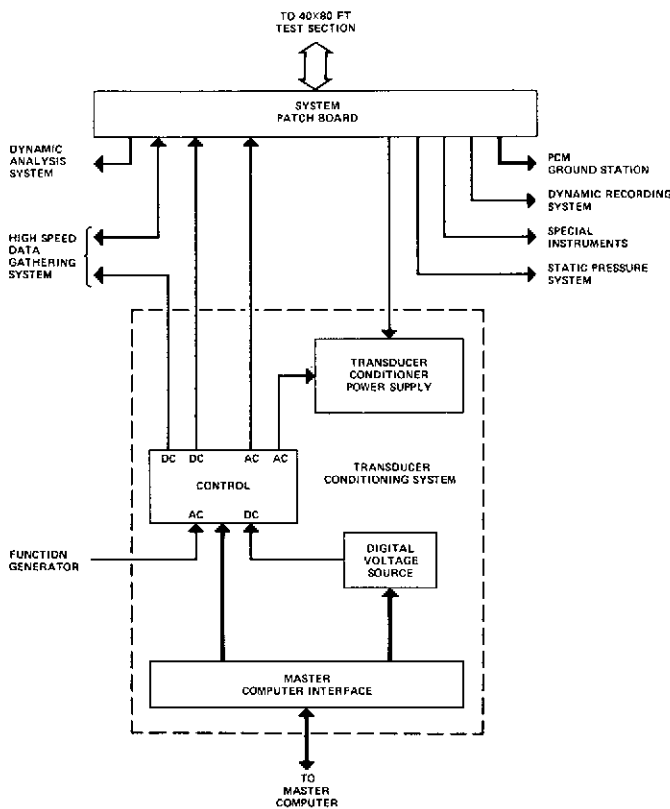 TO 40×80 FT
TEST SECTION
SYSTEM
PATCH BOARD
DYNAMIC
ANALYSIS
SYSTEM
PCM
GROUND STATION
DYNAMIC RECORDING
SYSTEM
HIGH SPEED
DATA
GATHERING
SYSTEM
SPECIAL
INSTRUMENTS
STATIC PRESSURE
SYSTEM
TRANSDUCER
CONDITIONER
POWER SUPPLY
DC DC AC AC
CONTROL
AC DC
TRANSDUCER
CONDITIONING SYSTEM
FUNCTION
GENERATOR
DIGITAL
VOLTAGE
SOURCE
MASTER
COMPUTER INTERFACE
TO
MASTER
COMPUTER